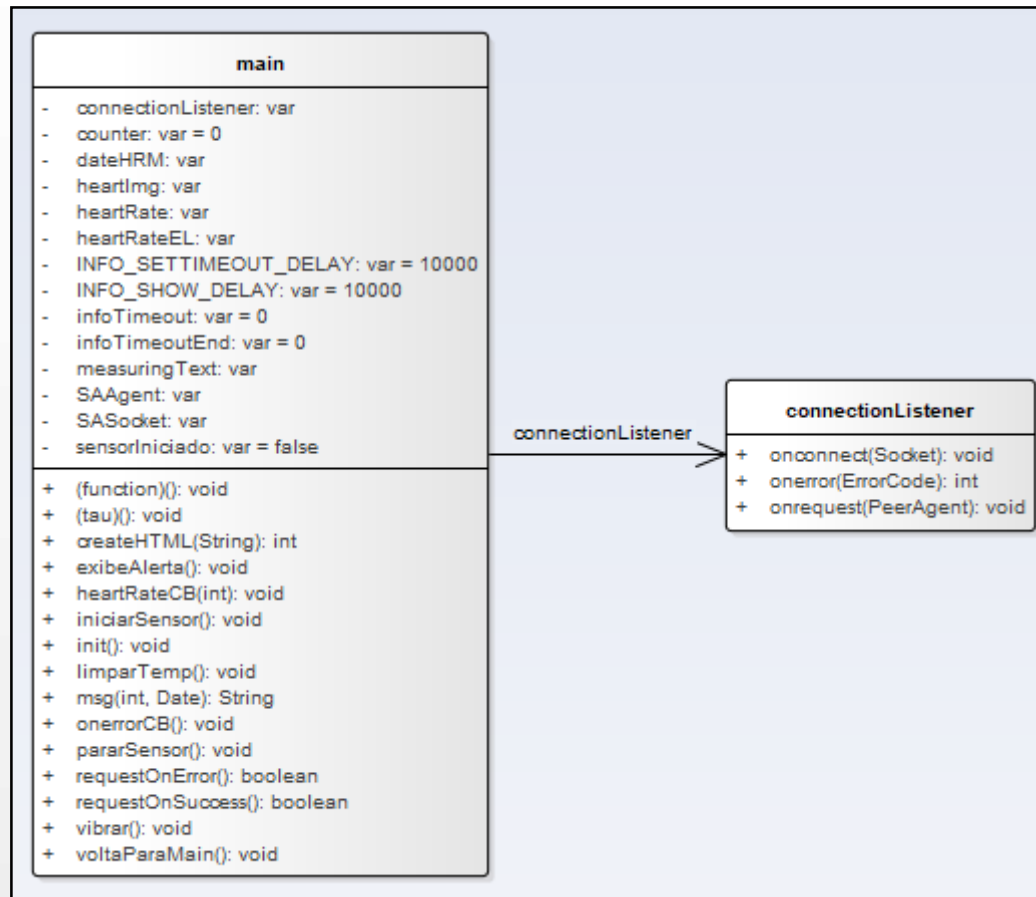 main
- connectionListener: var
- counter: var = 0
- dateHRM: var
- heartImg: var
- heartRate: var
- heartRateEL: var
- INFO_SETTIMEOUT_DELAY: var = 10000
- INFO_SHOW_DELAY: var = 10000
- infoTimeout: var = 0
- infoTimeoutEnd: var = 0
- measuringText: var
- SAAgent: var
- SASocket: var
- sensorIniciado: var = false
+ (function)(): void
+ (tau)(): void
+ createHTML(String): int
+ exibeAlerta(): void
+ heartRateCB(int): void
+ iniciarSensor(): void
+ init(): void
+ limparTemp(): void
+ msg(int, Date): String
+ onerrorCB(): void
+ pararSensor(): void
+ requestOnError(): boolean
+ requestOnSuccess(): boolean
+ vibrar(): void
+ voltaParaMain(): void
connectionListener
connectionListener
+ onconnect(Socket): void
+ onerror(ErrorCode): int
+ onrequest(PeerAgent): void